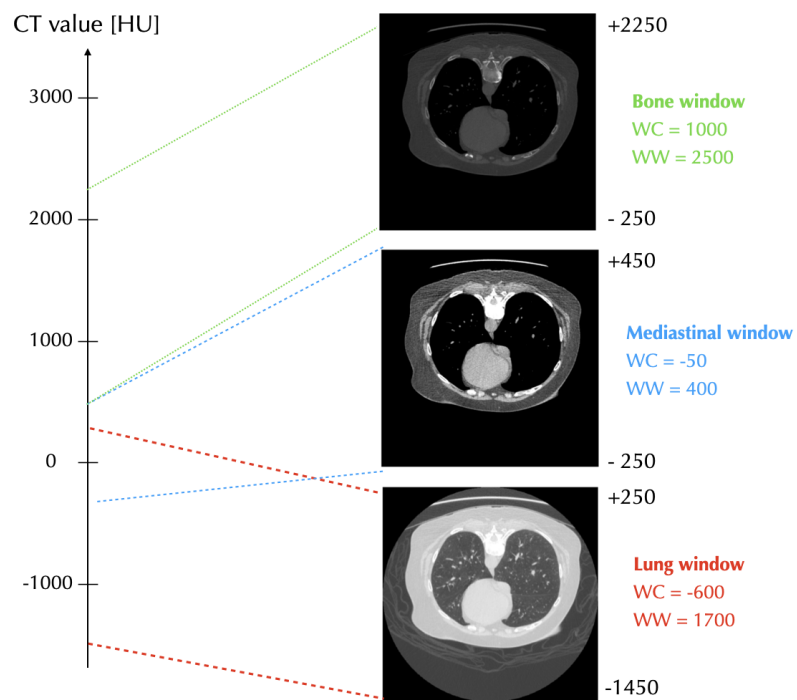 CT value [HU]
3000
2000
1000
0
-1000
+2250
Bone window
WC = 1000
WW = 2500
- 250
+450
Mediastinal window
WC = -50
WW = 400
- 250
+250
Lung window
WC = -600
WW = 1700
-1450